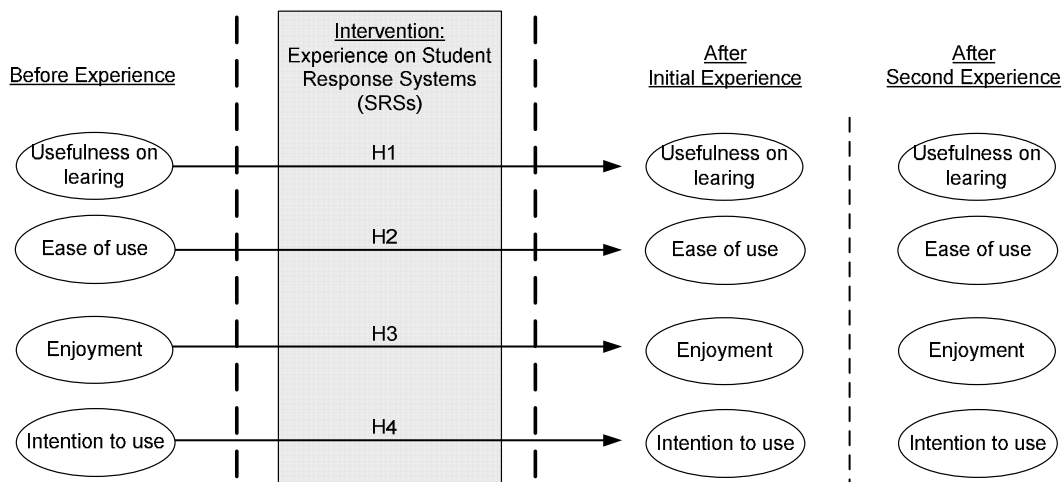 Before Experience
Intervention:
Experience on Student
Response Systems
(SRSs)
After
Initial Experience
After
Second Experience
Usefulness on
learing
H1
Usefulness on
learing
Usefulness on
learing
Ease of use
H2
Ease of use
Ease of use
Enjoyment
H3
Enjoyment
Enjoyment
Intention to use
H4
Intention to use
Intention to use